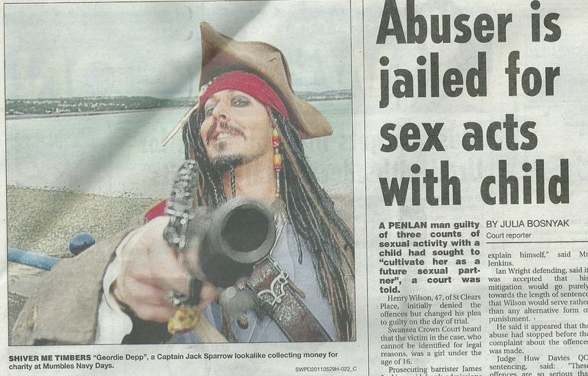 SHIVER ME TIMBERS "Geordie Depp", a Captain Jack Sparrow lookalike collecting money for
charity at Mumbles Navy Days.
SWPD20110529H-022_C
Abuser is
jailed for
sex acts
with child
A PENLAN man guilty
of three counts of
sexual activity with a
child had sought to
"cultivate her as a
future sexual part-
ner", a court was
told.
Henry Wilson, 47, of St Clears
Place, initially denied the
offences but changed his plea
to guilty on the day of trial.
Swansea Crown Court heard
that the victim in the case, who
cannot be identified for legal
reasons, was a girl under the
age of 16.
Prosecuting barrister James
BY JULIA BOSNYAK
Court reporter
explain himself," said Mr
Jenkins.
Ian Wright defending, said it
was accepted that his
mitigation would go purely
towards the length of sentence
that Wilson would serve rather
than any alternative form of
punishment.
He said it appeared that the
abuse had stopped before the
complaint about the offences
was made.
Judge Huw Davies QC
sentencing, said:
offences are so serious that